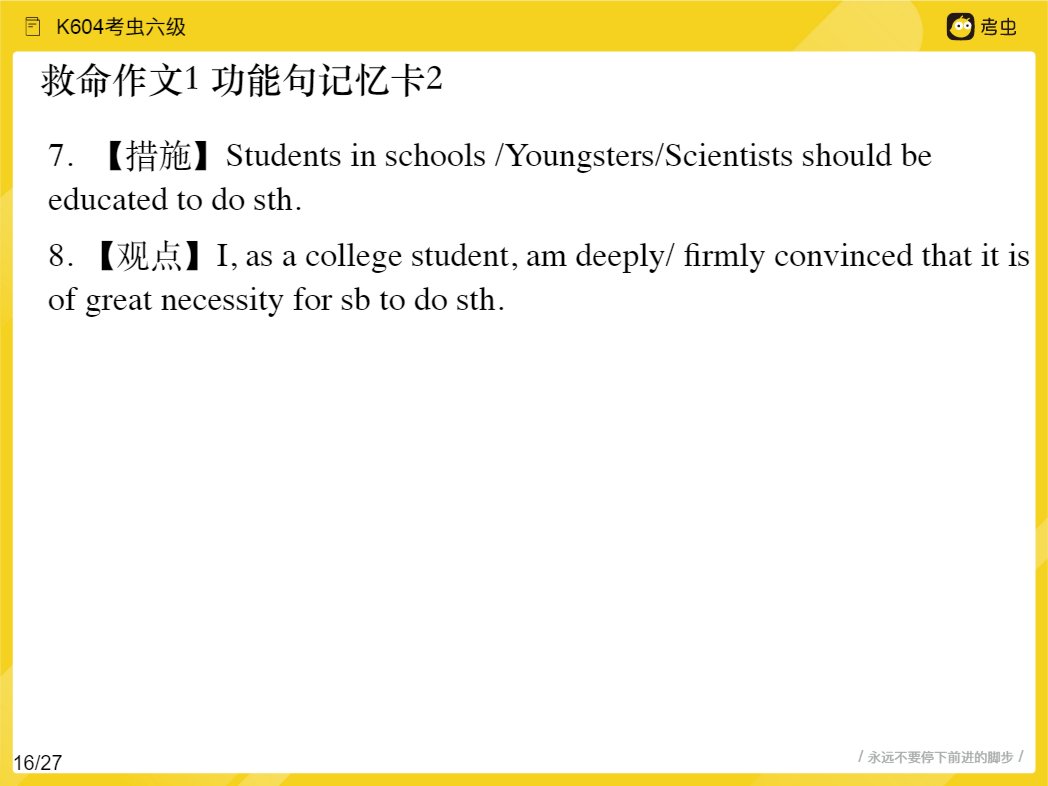 K604考虫六级
考虫
救命作文1 功能句记忆卡2
7. 【措施】Students in schools /Youngsters/Scientists should be
educated to do sth.
8. 【观点】I, as a college student, am deeply/ firmly convinced that it is
of great necessity for sb to do sth.
16/27
/ 永远不要停下前进的脚步 /